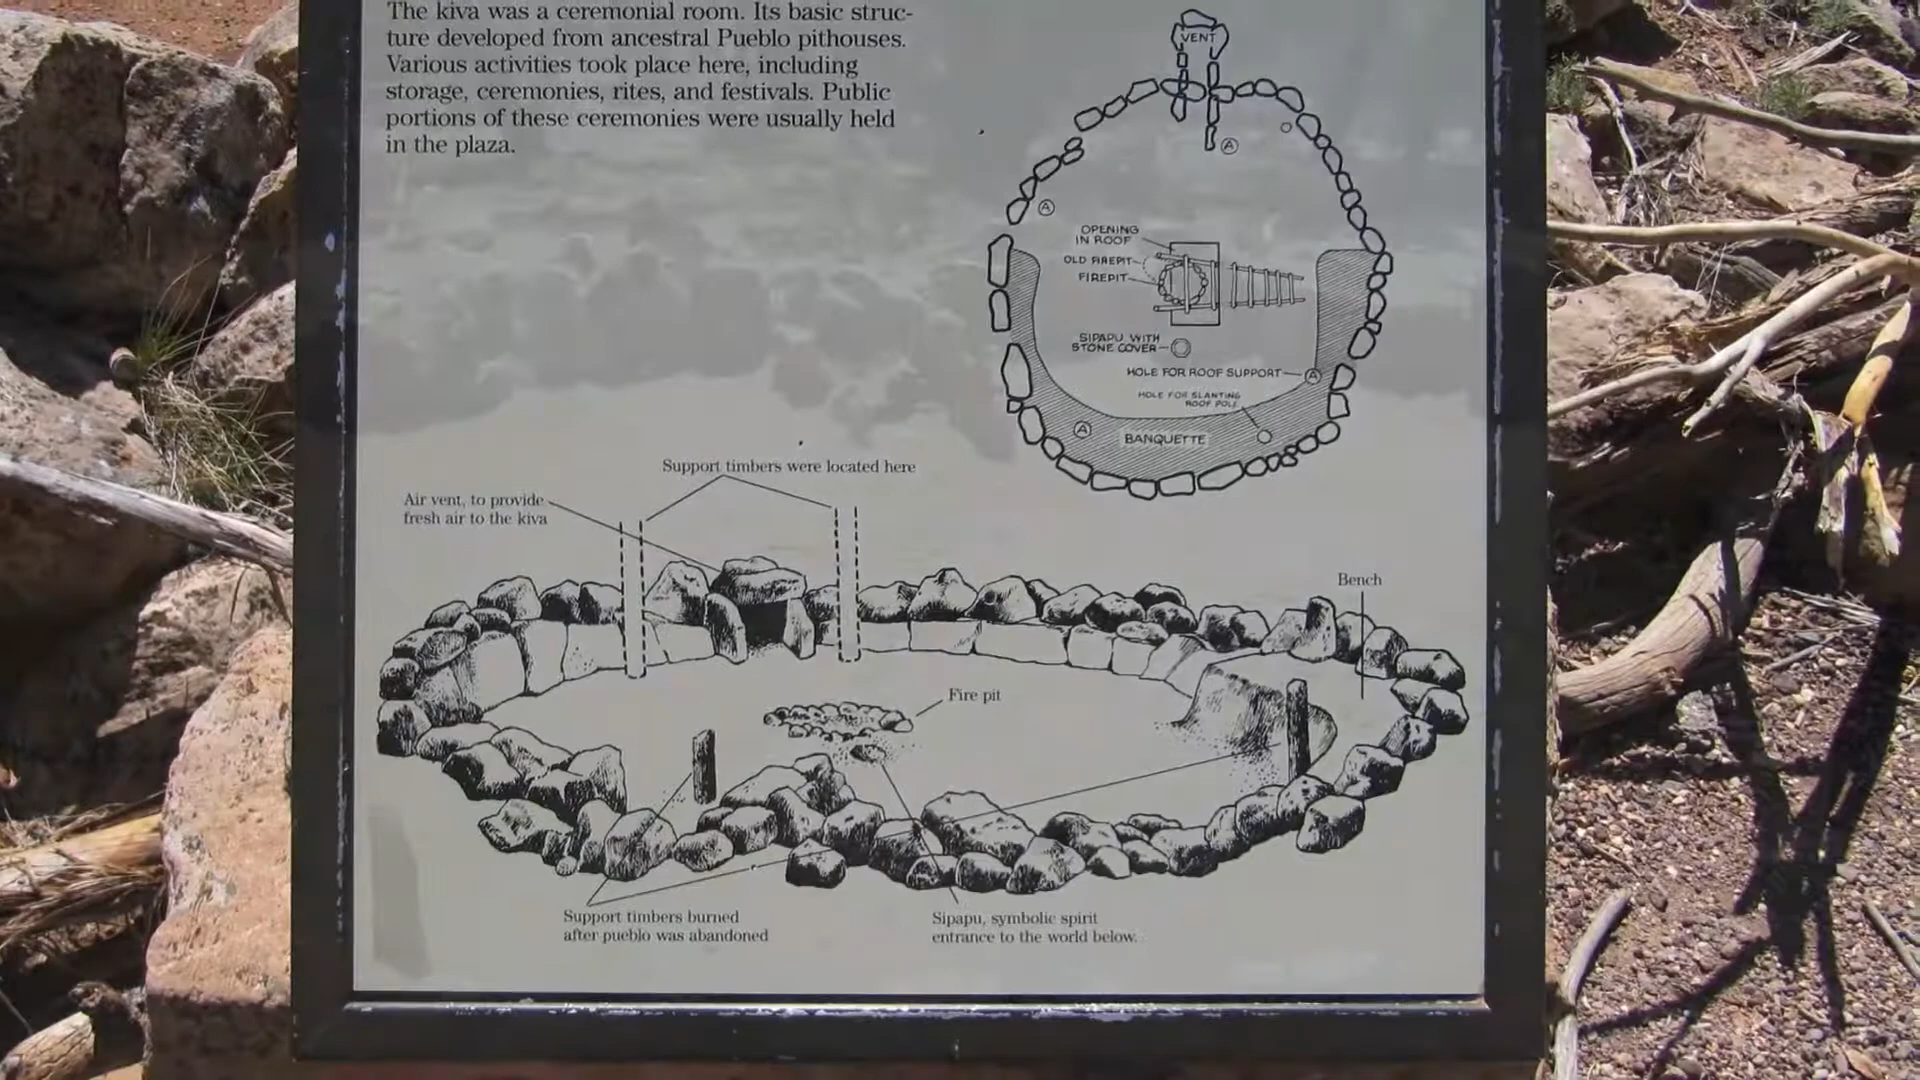 The kiva was a ceremonial room. Its basic struc-
ture developed from ancestral Pueblo pithouses.
Various activities took place here, including
storage, ceremonies, rites, and festivals. Public
portions of these ceremonies were usually held
in the plaza.
VENT
A
A
OPENING
IN ROOF
OLD FIREPIT
FIREPIT
SIPAPU WITH
STONE COVER
HOLE FOR ROOF SUPPORT
A
HOLE FOR SLANTING
ROOF POLE
A
BANQUETTE
Support timbers were located here
Air vent, to provide
fresh air to the kiva
Bench
Fire pit
Support timbers burned
after pueblo was abandoned
Sipapu, symbolic spirit
entrance to the world below.